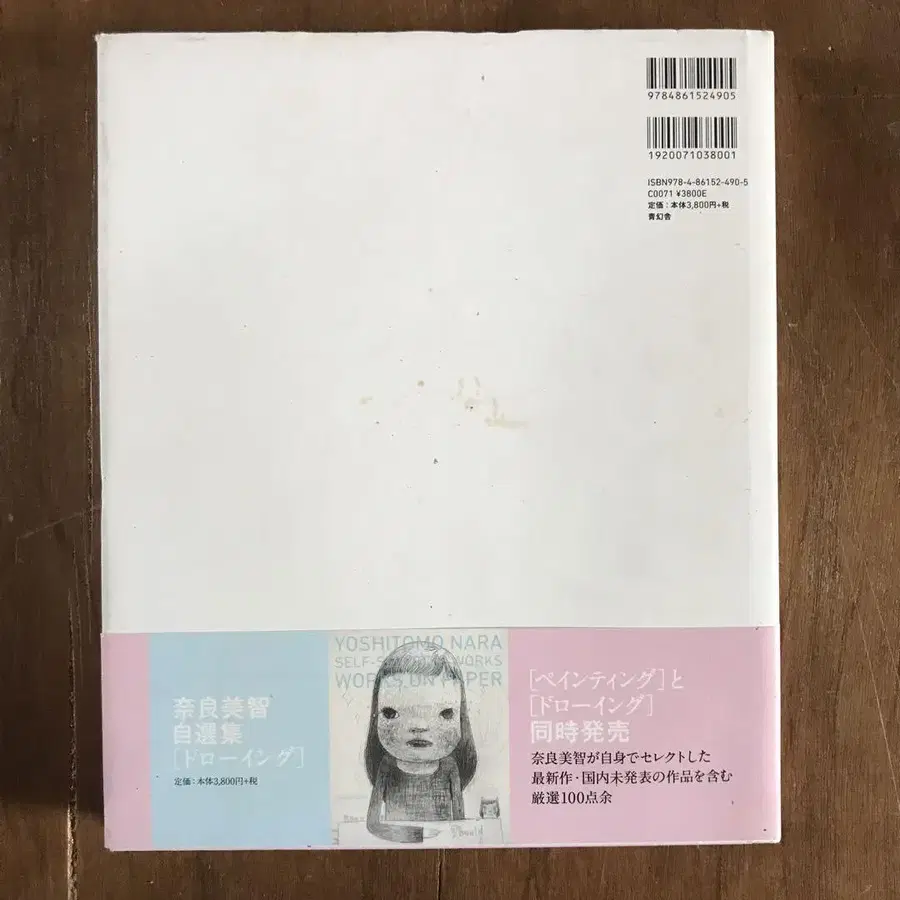 9784861524905
1920071038001
ISBN978-4-86152-490-5
C0071 ¥3800E
定価：本体3,800円+税
青幻舎
奈良美智
自選集
［ドローイング］
定価：本体3,800円+税
YOSHITOMO NARA
SELF-S WORKS
WORKS ON PAPER
［ペインティング］と
［ドローイング］
同時発売
奈良美智が自身でセレクトした
最新作・国内未発表の作品を含む
厳選100点余